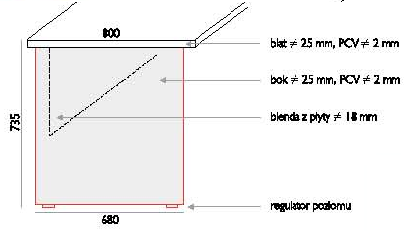 800
blat ≠ 25 mm, PCV ≠ 2 mm
bok ≠ 25 mm, PCV ≠ 2 mm
blenda z płyty ≠ 18 mm
735
regulator poziomu
680